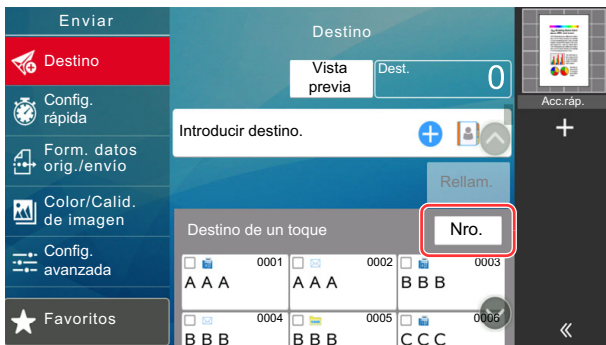 Enviar
Destino
Config.
rápida
Form. datos
orig./envío
Color/Calid.
de imagen
Config.
avanzada
Favoritos
Destino
Vista
previa
Dest.
0
Introducir destino.
Rellam.
Destino de un toque
Nro.
0001
A A A
0002
A A A
0003
B B B
0004
B B B
0005
B B B
0006
C C C
Acc.ráp.